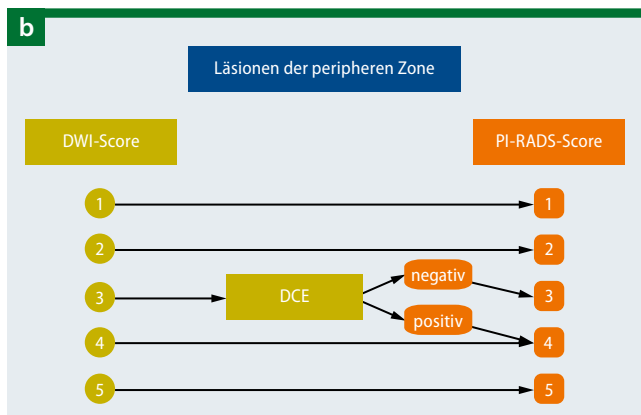 b
Läsionen der peripheren Zone
DWI-Score
PI-RADS-Score
1
1
2
2
negativ
3
DCE
3
positiv
4
4
5
5